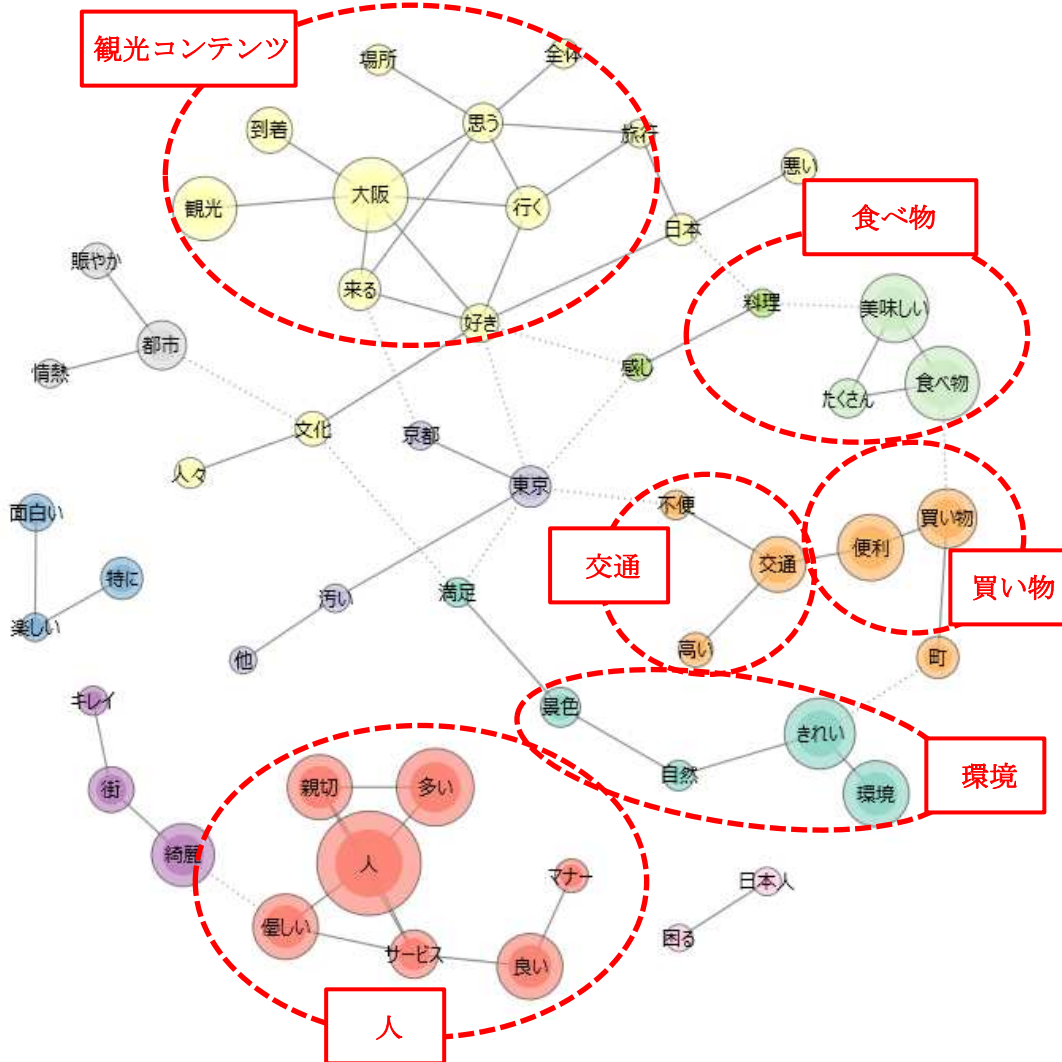 観光コンテンツ
場所
全体
到着
思う
旅行
悪い
観光
大阪
行く
日本
食べ物
賑やか
来る
好き
料理
美味しい
都市
情熱
感じ
たくさん
食べ物
文化
京都
人々
東京
面白い
不便
買い物
特に
交通
満足
交通
便利
買い物
楽しい
汚い
他
高い
町
キレイ
景色
きれい
街
親切
多い
自然
環境
環境
綺麗
人
マナー
日本人
優しい
サービス
良い
困る
人